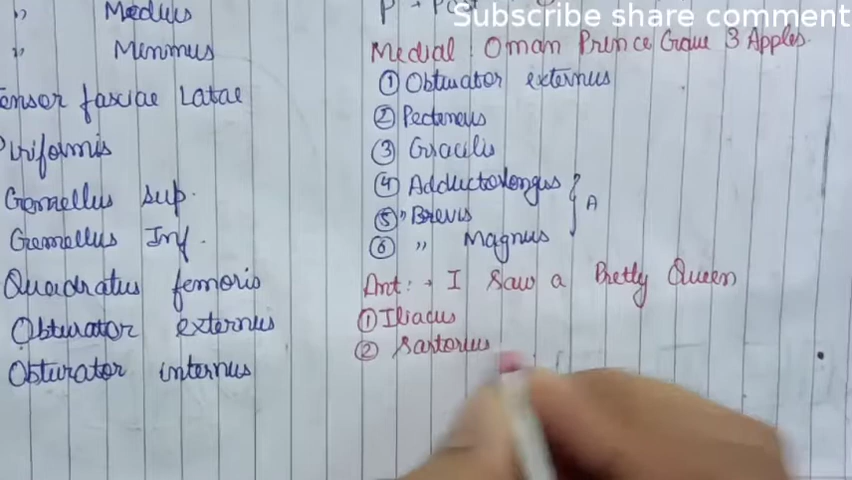 Subscribe share comment
" Medius
" Minimus
Tensor fasciae Latae
Piriformis
Gemellus Sup.
Gemellus Inf.
Quadratus femoris
Obturator externus
Obturator internus
Medial : Oman Prince Gave 3 Apples.
① Obturator externus
② Pectineus
③ Gracilis
④ Adductor longus
⑤ " Brevis
A
⑥ " Magnus
Ant: → I Saw a Pretty Queen
① Iliacus
② Sartorius